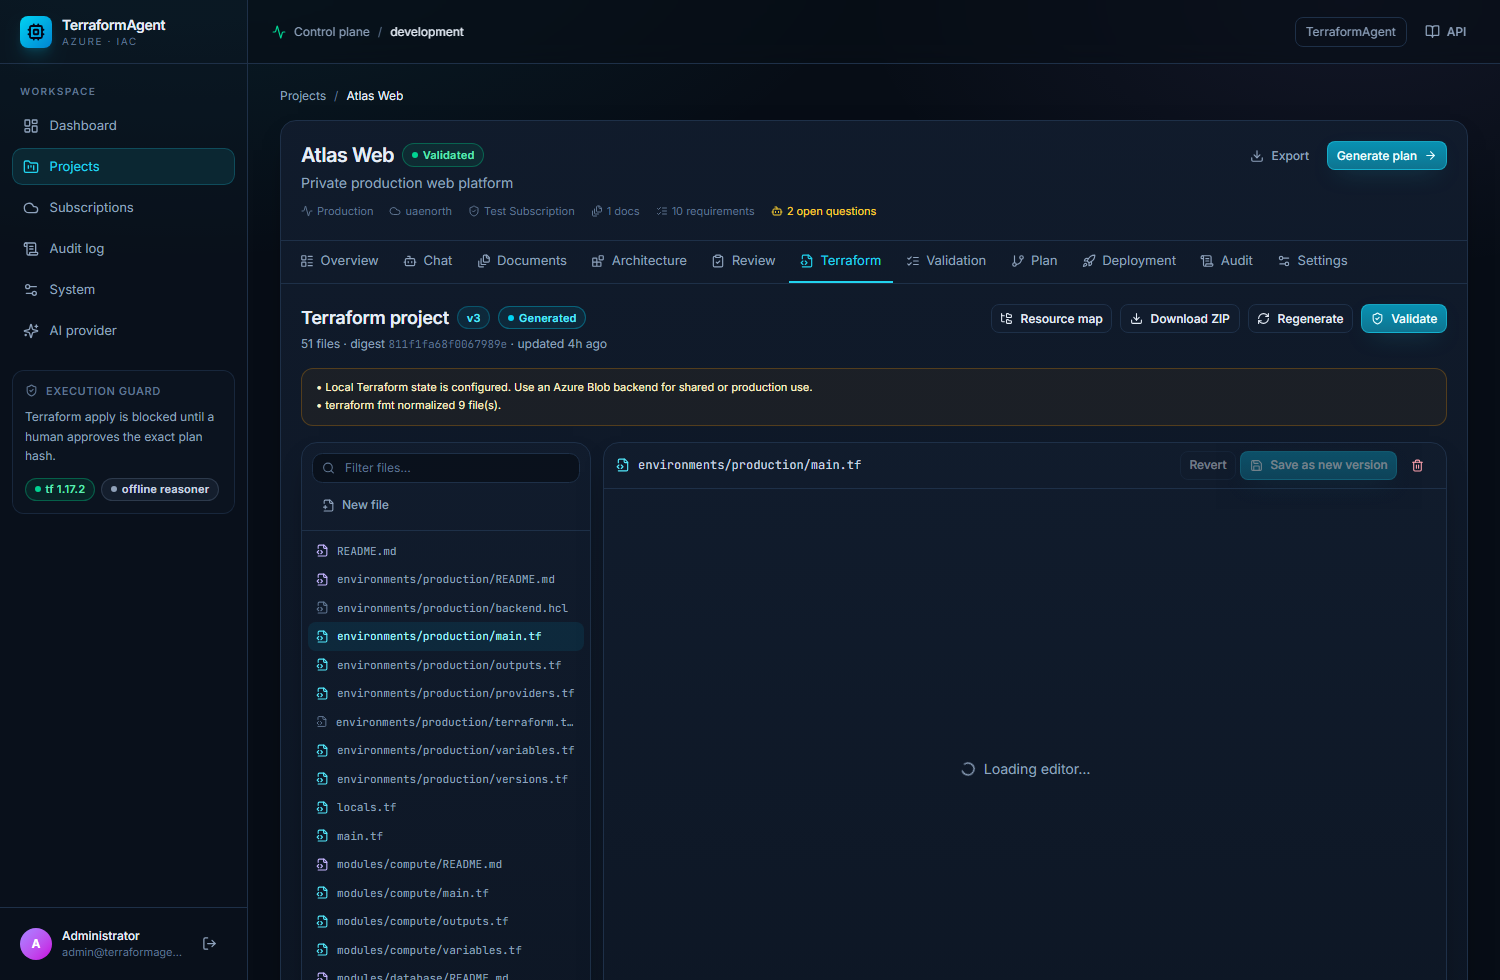 TerraformAgent
AZURE · IAC
Control plane / development
TerraformAgent
API
WORKSPACE
Dashboard
Projects
Subscriptions
Audit log
System
AI provider
EXECUTION GUARD
Terraform apply is blocked until a
human approves the exact plan
hash.
tf 1.17.2
offline reasoner
A
Administrator
admin@terraformage...
Projects / Atlas Web
Atlas Web
Validated
Export
Generate plan
Private production web platform
Production
uaenorth
Test Subscription
1 docs
10 requirements
2 open questions
Overview
Chat
Documents
Architecture
Review
Terraform
Validation
Plan
Deployment
Audit
Settings
Terraform project
v3
Generated
Resource map
Download ZIP
Regenerate
Validate
51 files · digest 811f1fa68f0067989e · updated 4h ago
• Local Terraform state is configured. Use an Azure Blob backend for shared or production use.
• terraform fmt normalized 9 file(s).
Filter files...
New file
README.md
environments/production/README.md
environments/production/backend.hcl
environments/production/main.tf
environments/production/outputs.tf
environments/production/providers.tf
environments/production/terraform.t…
environments/production/variables.tf
environments/production/versions.tf
locals.tf
main.tf
modules/compute/README.md
modules/compute/main.tf
modules/compute/outputs.tf
modules/compute/variables.tf
modules/database/README.md
environments/production/main.tf
Revert
Save as new version
Loading editor...